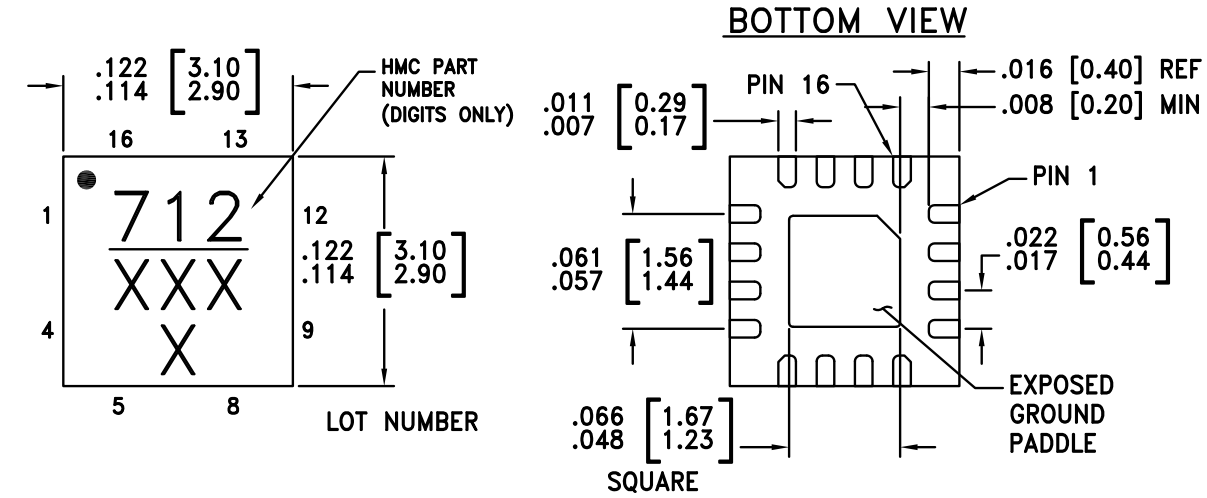 BOTTOM VIEW
.122 [3.10]
.114 [2.90]
HMC PART
NUMBER
(DIGITS ONLY)
16 13
1
4
712
XXX
X
12
9
.122 [3.10]
.114 [2.90]
5 8
LOT NUMBER
PIN 16
.016 [0.40] REF
.008 [0.20] MIN
.011 [0.29]
.007 [0.17]
PIN 1
.061 [1.56]
.057 [1.44]
.022 [0.56]
.017 [0.44]
.066 [1.67]
.048 [1.23]
SQUARE
EXPOSED
GROUND
PADDLE